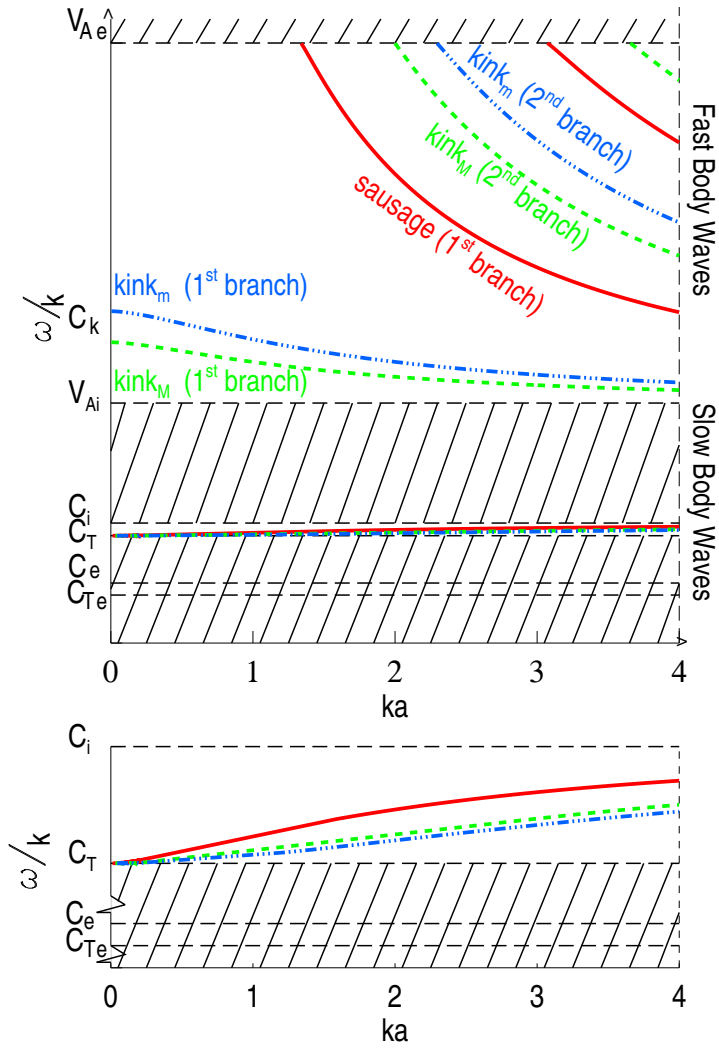 V_Ae
kink_m (2^nd branch)
kink_M (2^nd branch)
sausage (1^st branch)
Fast Body Waves
kink_m (1^st branch)
ω/k
C_k
kink_M (1^st branch)
V_Ai
Slow Body Waves
C_i
C_T
C_e
C_Te
0 1 2 3 4
ka
C_i
ω/k
C_T
C_e
C_Te
0 1 2 3 4
ka